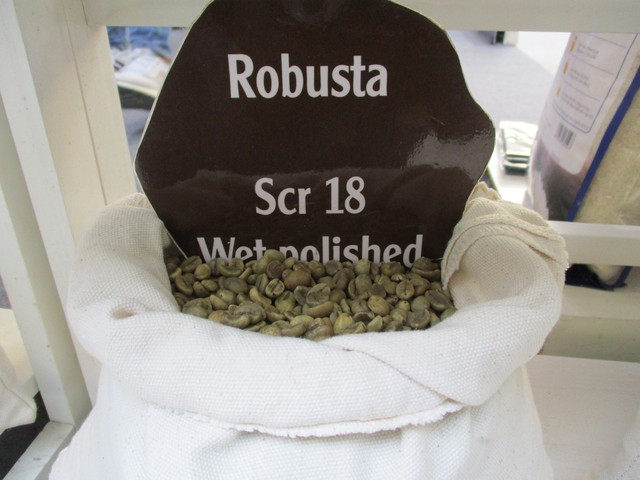 Robusta
Scr 18
Wet polished